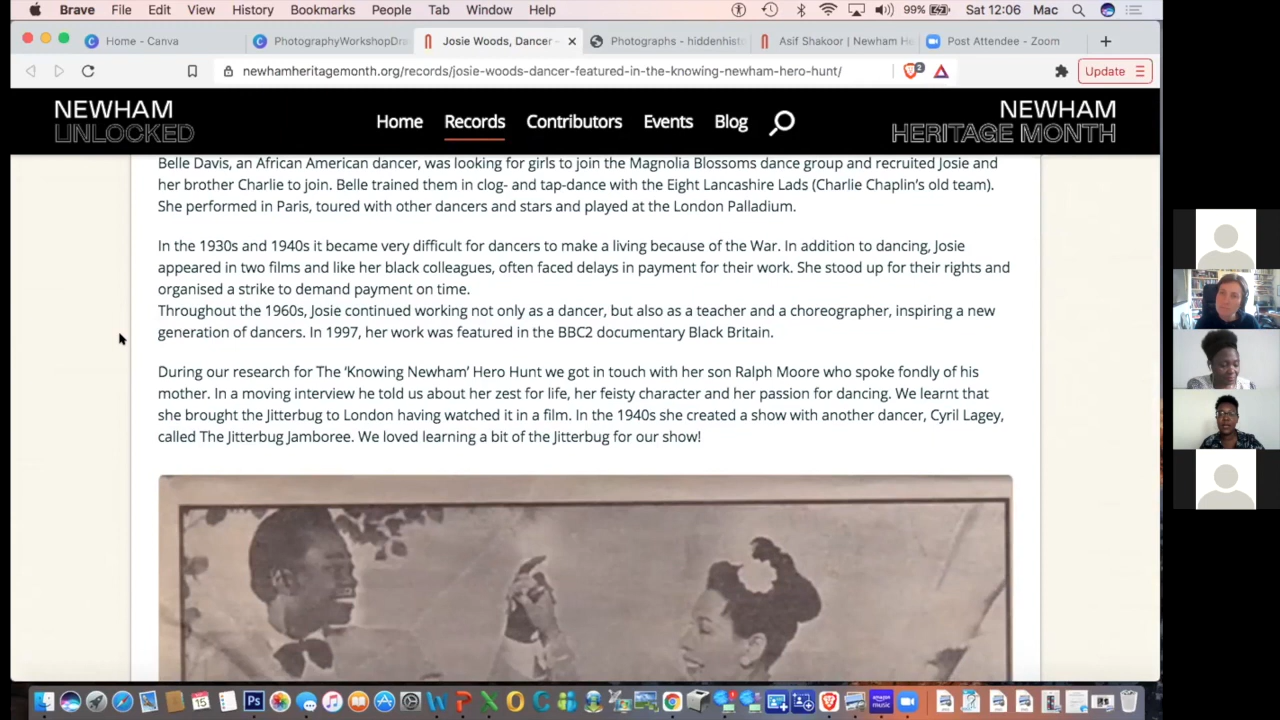 Brave File Edit View History Bookmarks People Tab Window Help 99% Sat 12:06 Mac
Home - Canva PhotographyWorkshopDra Josie Woods, Dancer - Photographs - hiddenhist Asif Shakoor | Newham He Post Attendee - Zoom
newhamheritagemonth.org/records/josie-woods-dancer-featured-in-the-knowing-newham-hero-hunt/ 2 Update
NEWHAM
UNLOCKED
Home Records Contributors Events Blog
NEWHAM
HERITAGE MONTH
Belle Davis, an African American dancer, was looking for girls to join the Magnolia Blossoms dance group and recruited Josie and
her brother Charlie to join. Belle trained them in clog- and tap-dance with the Eight Lancashire Lads (Charlie Chaplin’s old team).
She performed in Paris, toured with other dancers and stars and played at the London Palladium.
In the 1930s and 1940s it became very difficult for dancers to make a living because of the War. In addition to dancing, Josie
appeared in two films and like her black colleagues, often faced delays in payment for their work. She stood up for their rights and
organised a strike to demand payment on time.
Throughout the 1960s, Josie continued working not only as a dancer, but also as a teacher and a choreographer, inspiring a new
generation of dancers. In 1997, her work was featured in the BBC2 documentary Black Britain.
During our research for The ‘Knowing Newham’ Hero Hunt we got in touch with her son Ralph Moore who spoke fondly of his
mother. In a moving interview he told us about her zest for life, her feisty character and her passion for dancing. We learnt that
she brought the Jitterbug to London having watched it in a film. In the 1940s she created a show with another dancer, Cyril Lagey,
called The Jitterbug Jamboree. We loved learning a bit of the Jitterbug for our show!